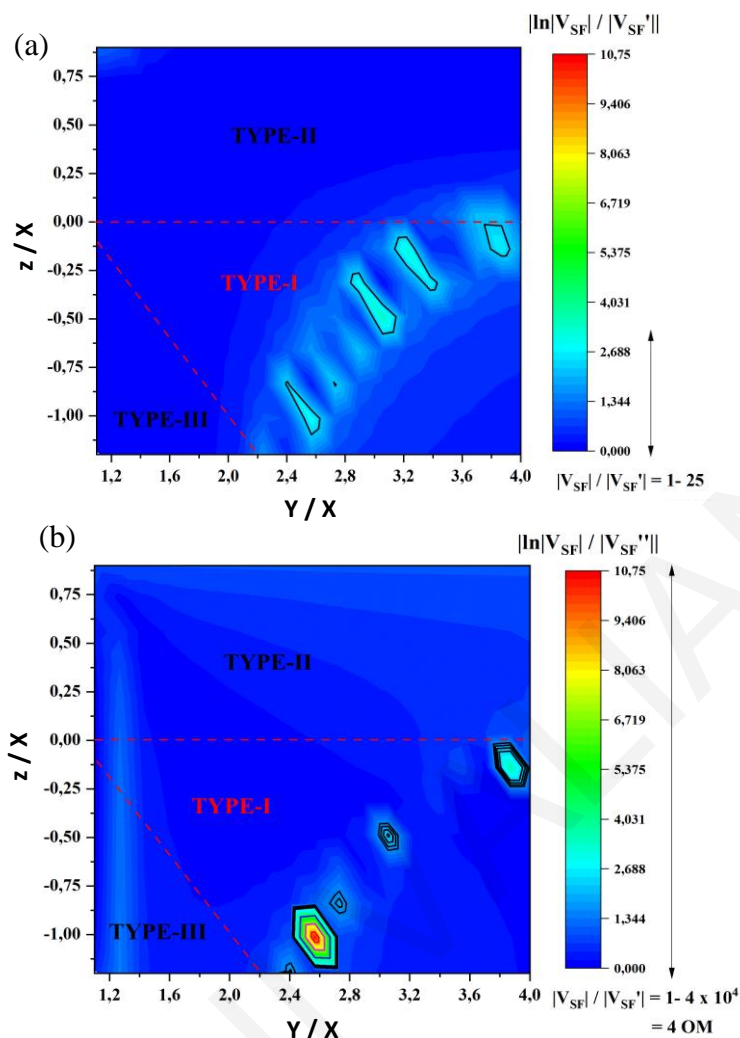 (a)
|ln|V_SF| / |V_SF'||
10,75
9,406
8,063
6,719
5,375
4,031
2,688
1,344
0,000
0,75
0,50
0,25
0,00
-0,25
-0,50
-0,75
-1,00
z / X
TYPE-II
TYPE-I
TYPE-III
1,2 1,6 2,0 2,4 2,8 3,2 3,6 4,0
Y / X
|V_SF| / |V_SF'| = 1- 25
(b)
|ln|V_SF| / |V_SF''||
10,75
9,406
8,063
6,719
5,375
4,031
2,688
1,344
0,000
0,75
0,50
0,25
0,00
-0,25
-0,50
-0,75
-1,00
z / X
TYPE-II
TYPE-I
TYPE-III
1,2 1,6 2,0 2,4 2,8 3,2 3,6 4,0
Y / X
|V_SF| / |V_SF'| = 1- 4 x 10^4
= 4 OM